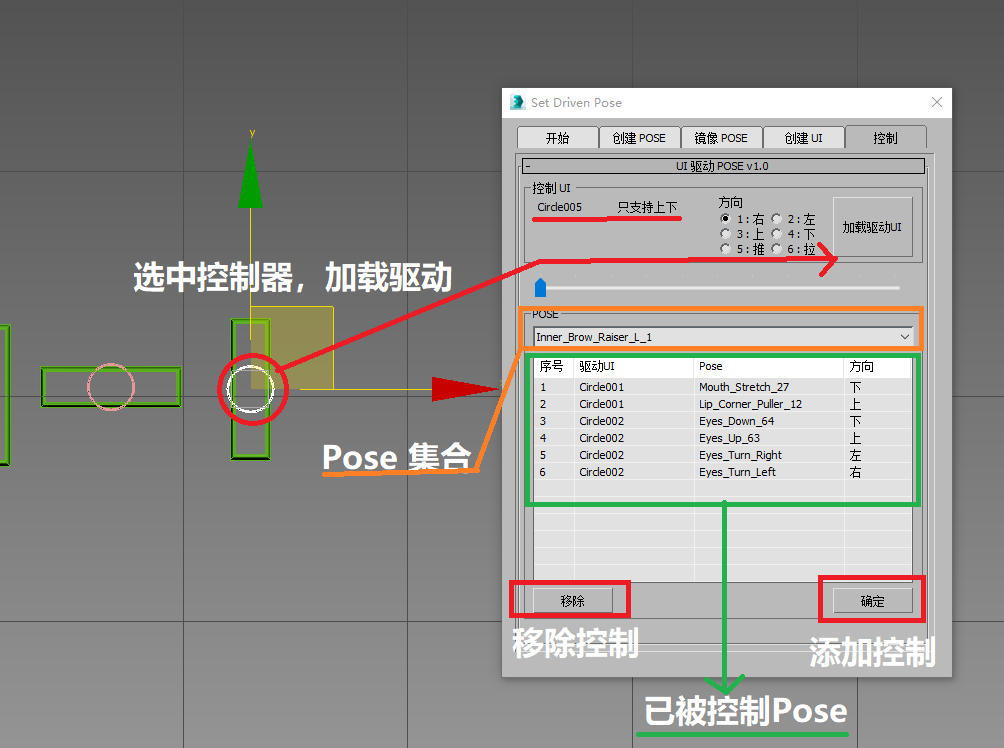 Set Driven Pose
开始 创建 POSE 镜像 POSE 创建 UI 控制
- UI 驱动 POSE v1.0
控制 UI
Circle005 只支持上下
方向
1：右 2：左
3：上 4：下
5：推 6：拉
加载驱动UI
y
选中控制器，加载驱动
POSE
Inner_Brow_Raiser_L_1
序号 驱动UI Pose 方向
1 Circle001 Mouth_Stretch_27 下
2 Circle001 Lip_Corner_Puller_12 上
3 Circle002 Eyes_Down_64 下
4 Circle002 Eyes_Up_63 上
5 Circle002 Eyes_Turn_Right 左
6 Circle002 Eyes_Turn_Left 右
Pose 集合
移除 确定
移除控制 添加控制
已被控制Pose